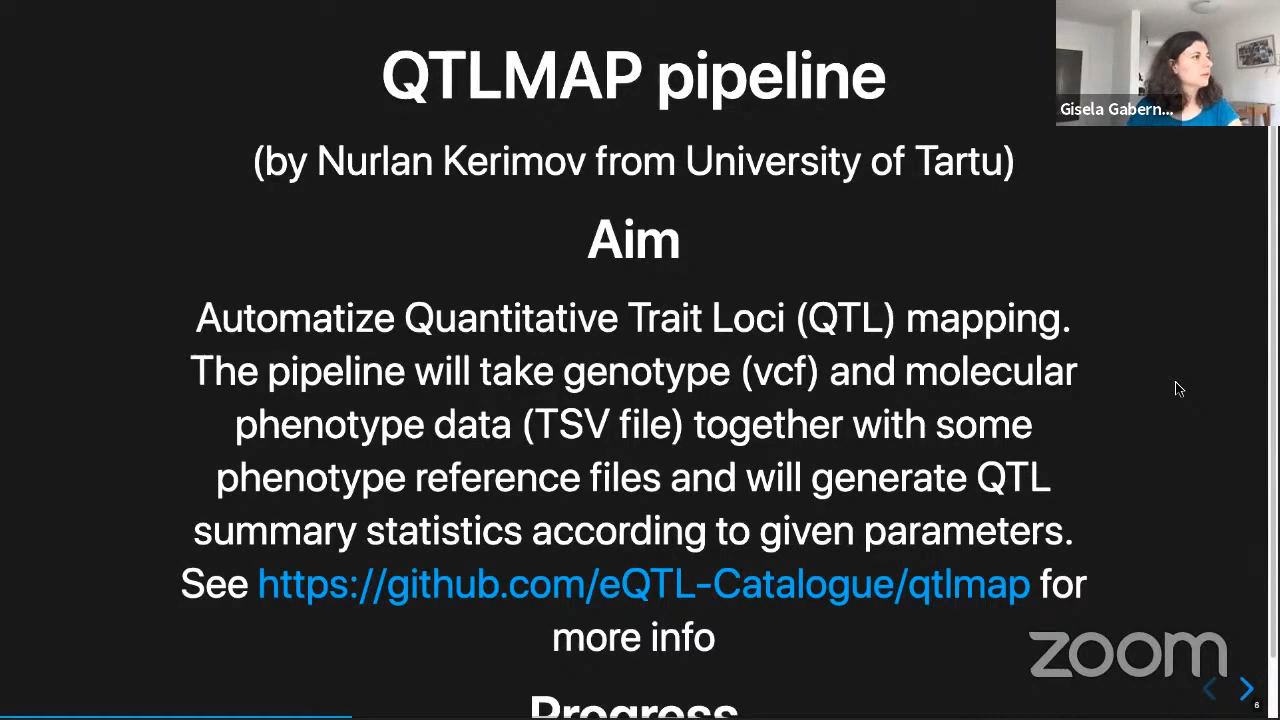 QTLMAP pipeline
Gisela Gabern...
(by Nurlan Kerimov from University of Tartu)
Aim
Automatize Quantitative Trait Loci (QTL) mapping.
The pipeline will take genotype (vcf) and molecular
phenotype data (TSV file) together with some
phenotype reference files and will generate QTL
summary statistics according to given parameters.
See https://github.com/eQTL-Catalogue/qtlmap for
more info
zoom
Progress
6